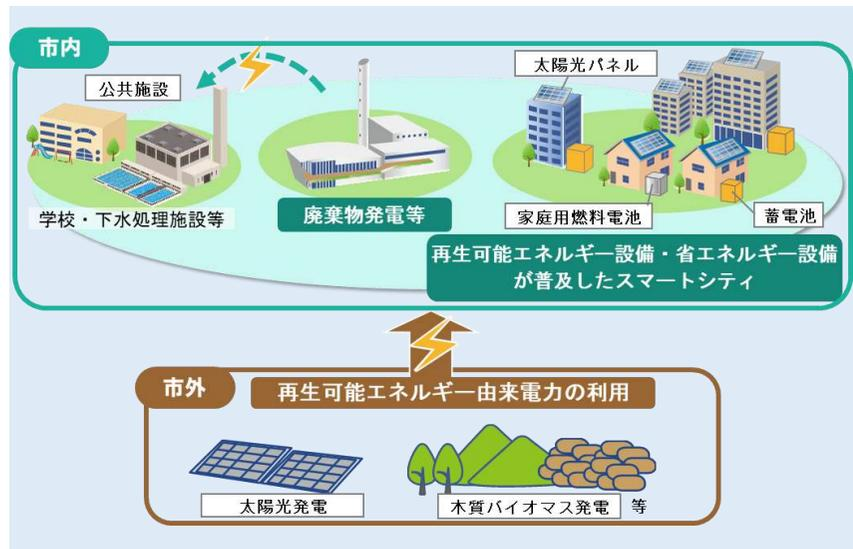 市内
公共施設
太陽光パネル
学校・下水処理施設等
廃棄物発電等
家庭用燃料電池
蓄電池
再生可能エネルギー設備・省エネルギー設備
が普及したスマートシティ
市外
再生可能エネルギー由来電力の利用
太陽光発電
木質バイオマス発電 等